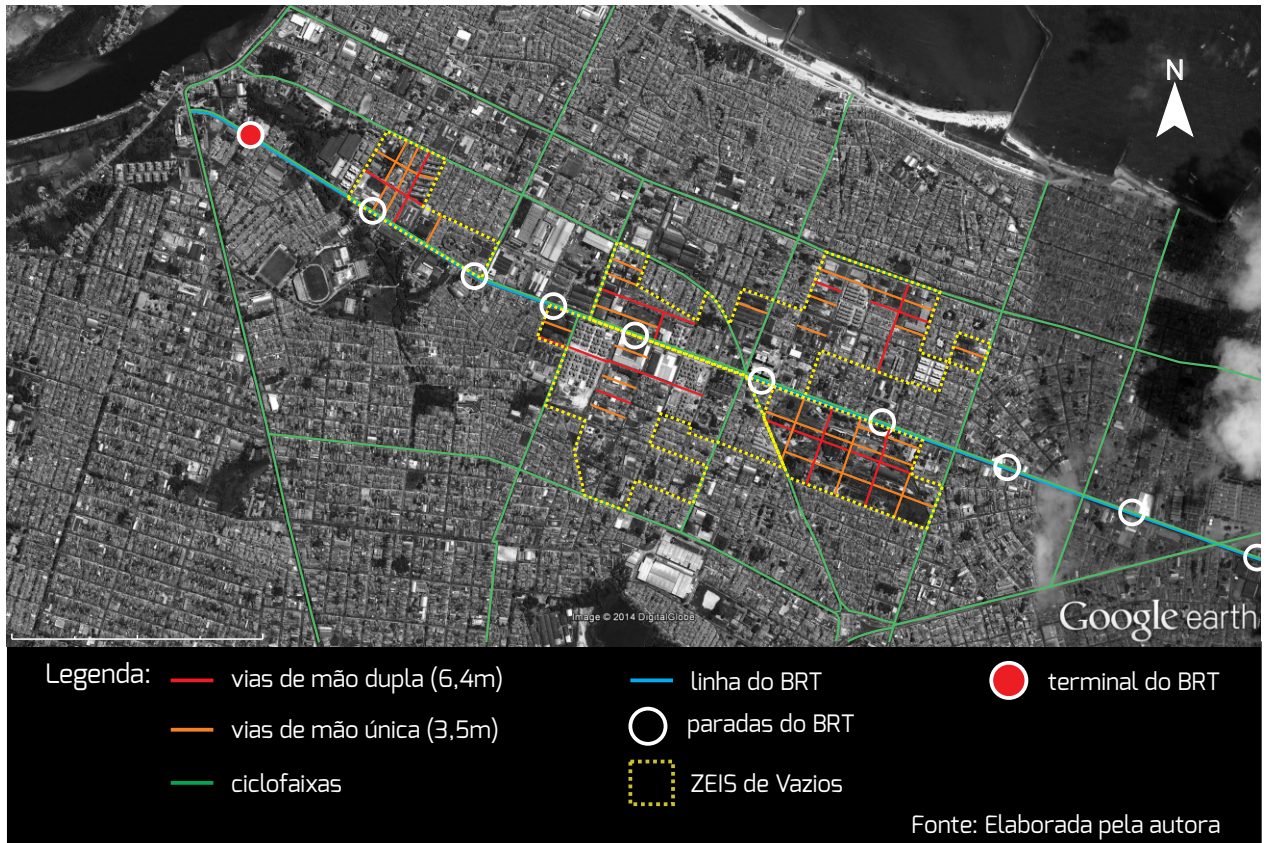 N
Image © 2014 DigitalGlobe
Google earth
Legenda:
vias de mão dupla (6,4m)
vias de mão única (3,5m)
ciclofaixas
linha do BRT
paradas do BRT
ZEIS de Vazios
terminal do BRT
Fonte: Elaborada pela autora